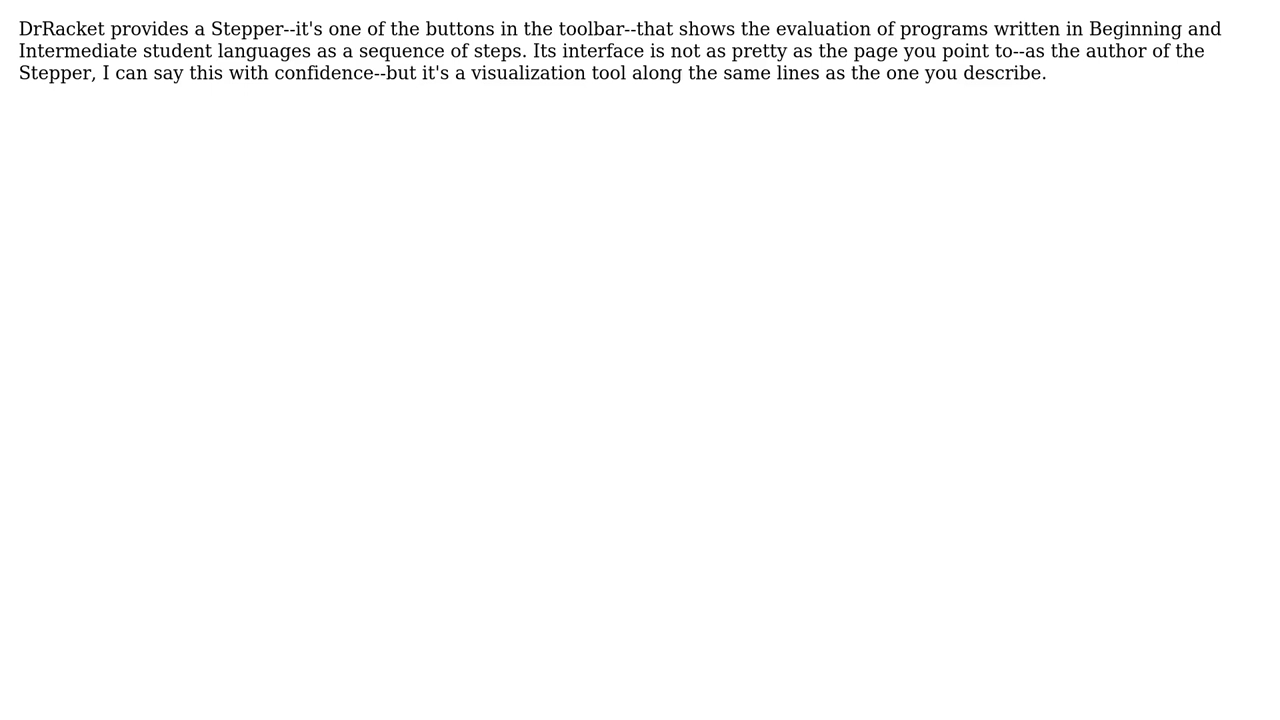 DrRacket provides a Stepper--it's one of the buttons in the toolbar--that shows the evaluation of programs written in Beginning and
Intermediate student languages as a sequence of steps. Its interface is not as pretty as the page you point to--as the author of the
Stepper, I can say this with confidence--but it's a visualization tool along the same lines as the one you describe.